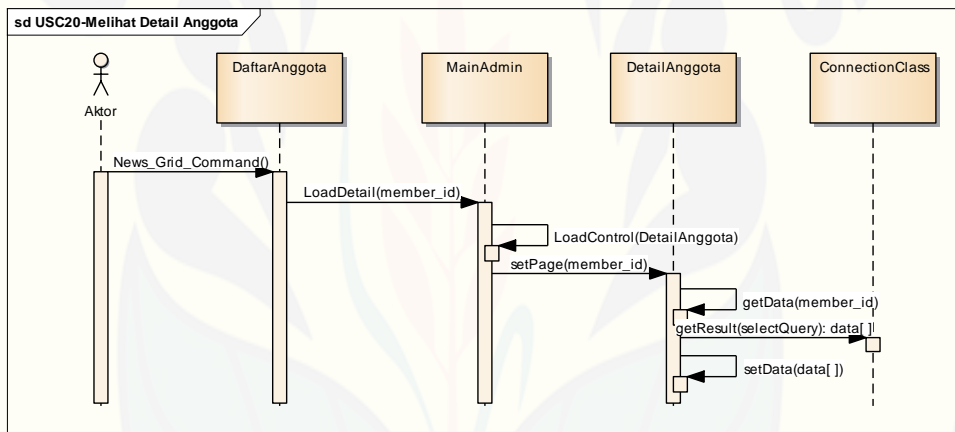 sd USC20-Melihat Detail Anggota
Aktor
DaftarAnggota
MainAdmin
DetailAnggota
ConnectionClass
News_Grid_Command()
LoadDetail(member_id)
LoadControl(DetailAnggota)
setPage(member_id)
getData(member_id)
getResult(selectQuery): data[ ]
setData(data[ ])